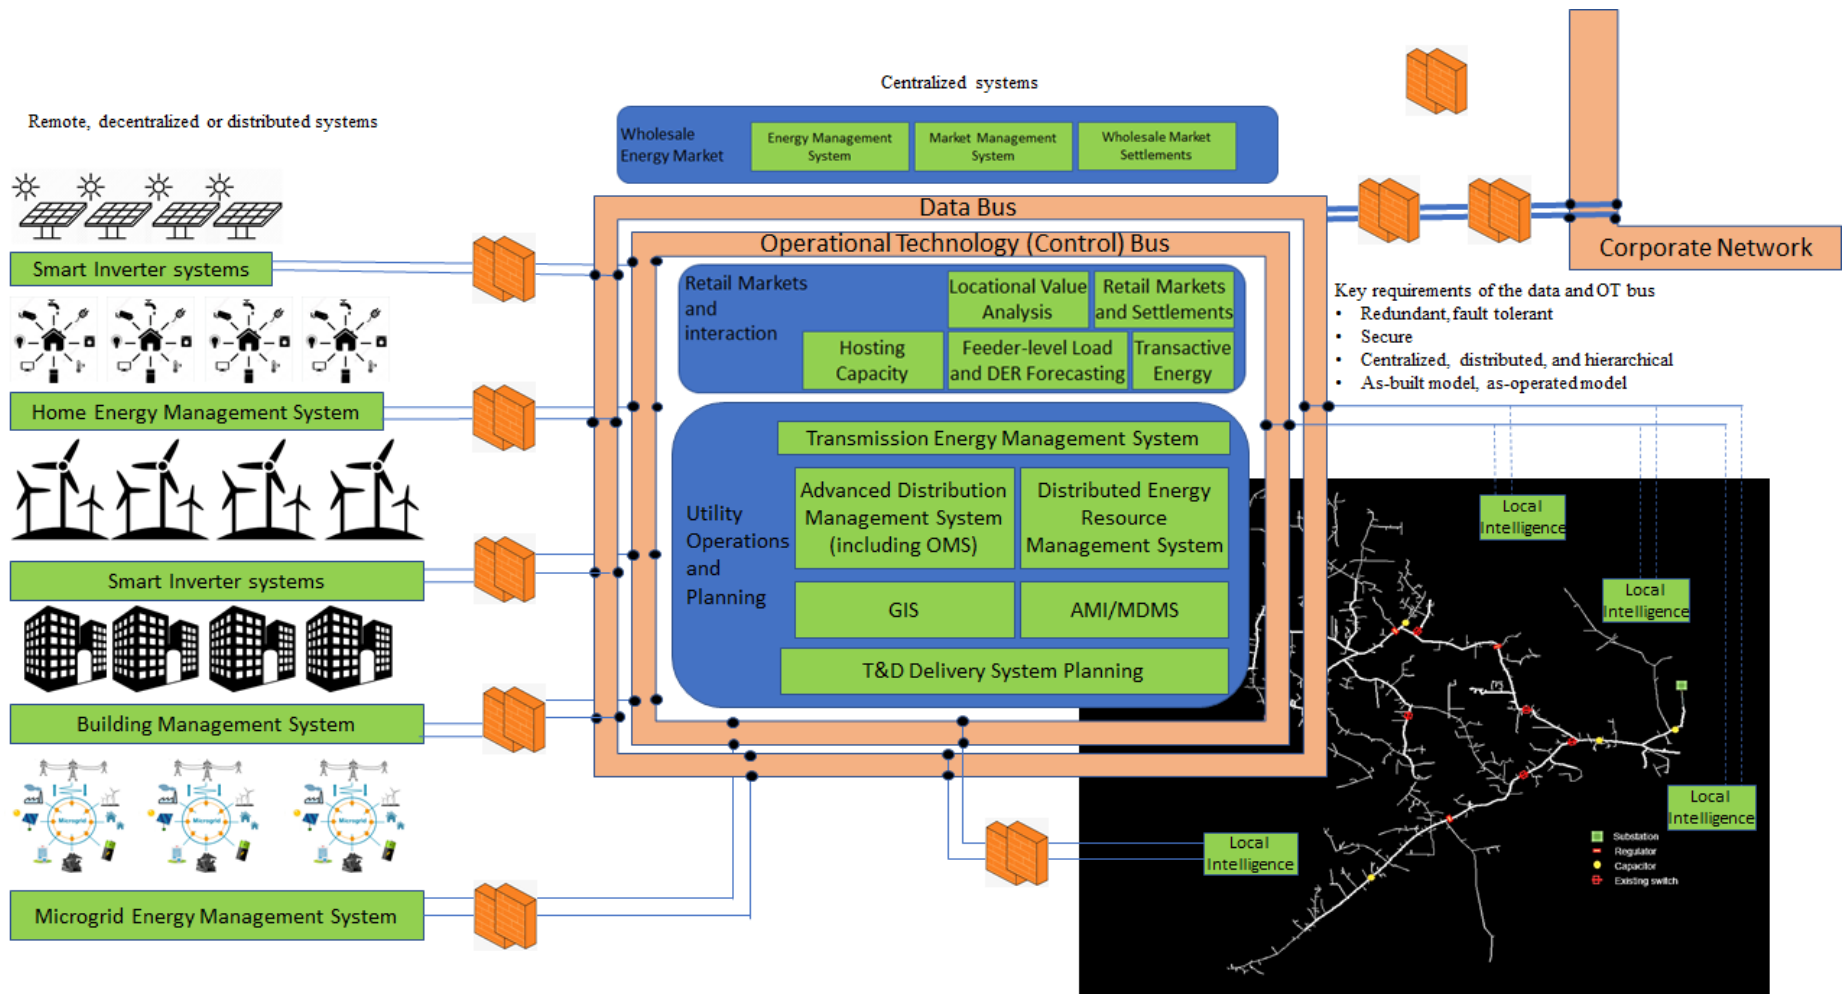 Centralized systems
Remote, decentralized or distributed systems
Wholesale
Energy Market
Energy Management
System
Market Management
System
Wholesale Market
Settlements
Data Bus
Operational Technology (Control) Bus
Corporate Network
Smart Inverter systems
Retail Markets
and
interaction
Locational Value
Analysis
Retail Markets
and Settlements
Hosting
Capacity
Feeder-level Load
and DER Forecasting
Transactive
Energy
Key requirements of the data and OT bus
• Redundant, fault tolerant
• Secure
• Centralized, distributed, and hierarchical
• As-built model, as-operated model
Home Energy Management System
Utility
Operations
and
Planning
Transmission Energy Management System
Advanced Distribution
Management System
(including OMS)
Distributed Energy
Resource
Management System
GIS
AMI/MDMS
T&D Delivery System Planning
Smart Inverter systems
Building Management System
Microgrid
Microgrid
Microgrid
Microgrid Energy Management System
Local
Intelligence
Local
Intelligence
Local
Intelligence
Local
Intelligence
Substation
Regulator
Capacitor
Existing switch